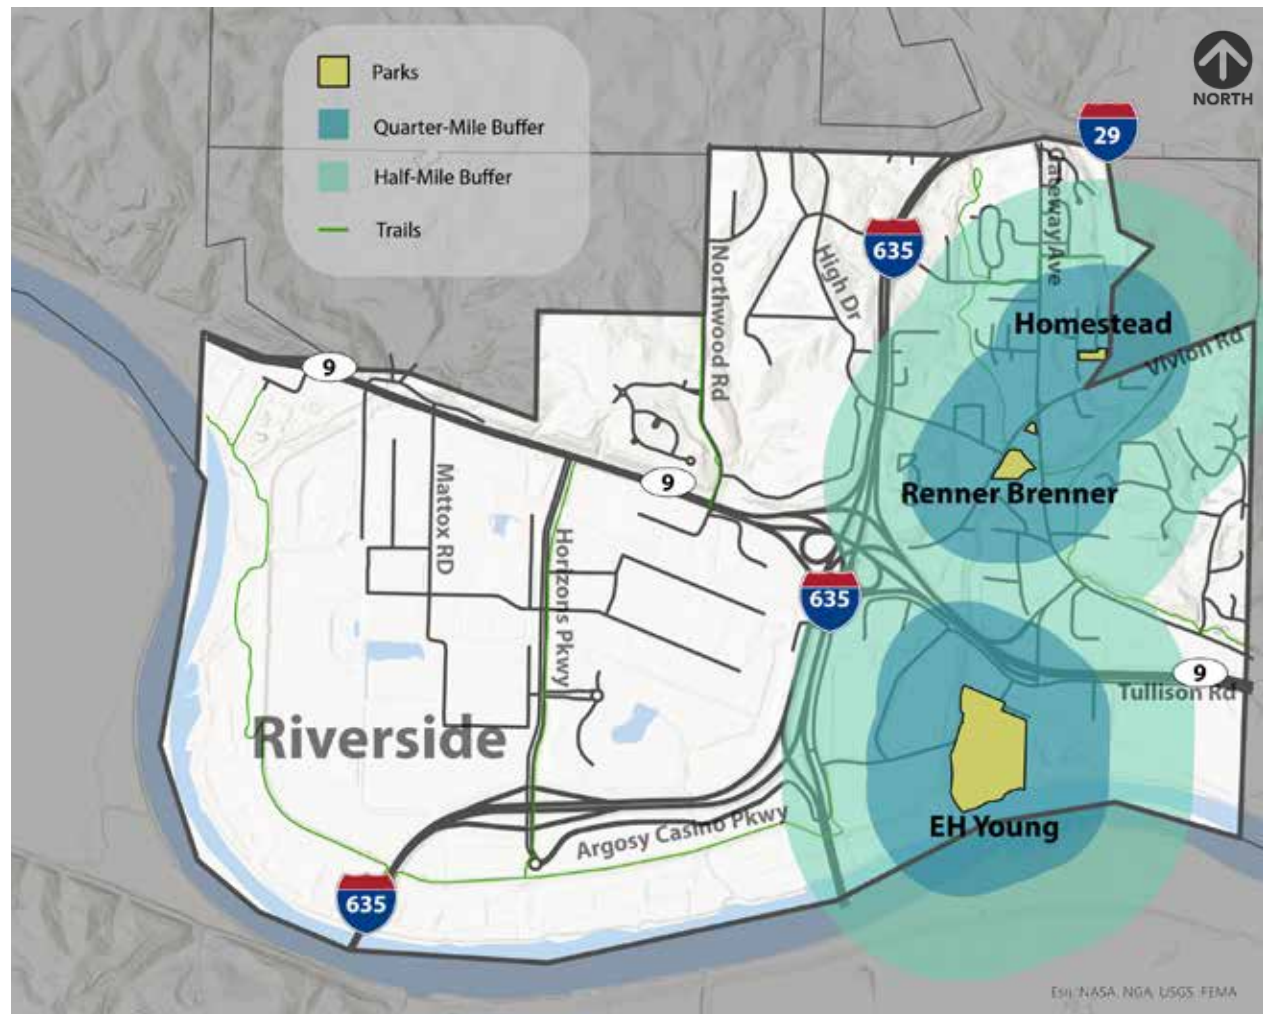 Parks
Quarter-Mile Buffer
Half-Mile Buffer
Trails
NORTH
29
635
Gateway Ave
High Dr
Northwood Rd
Homestead
Vivion Rd
9
9
Renner Brenner
Mattox RD
Horizons Pkwy
635
9
Tullison Rd
Riverside
EH Young
Argosy Casino Pkwy
635
Esri, NASA, NGA, USGS, FEMA